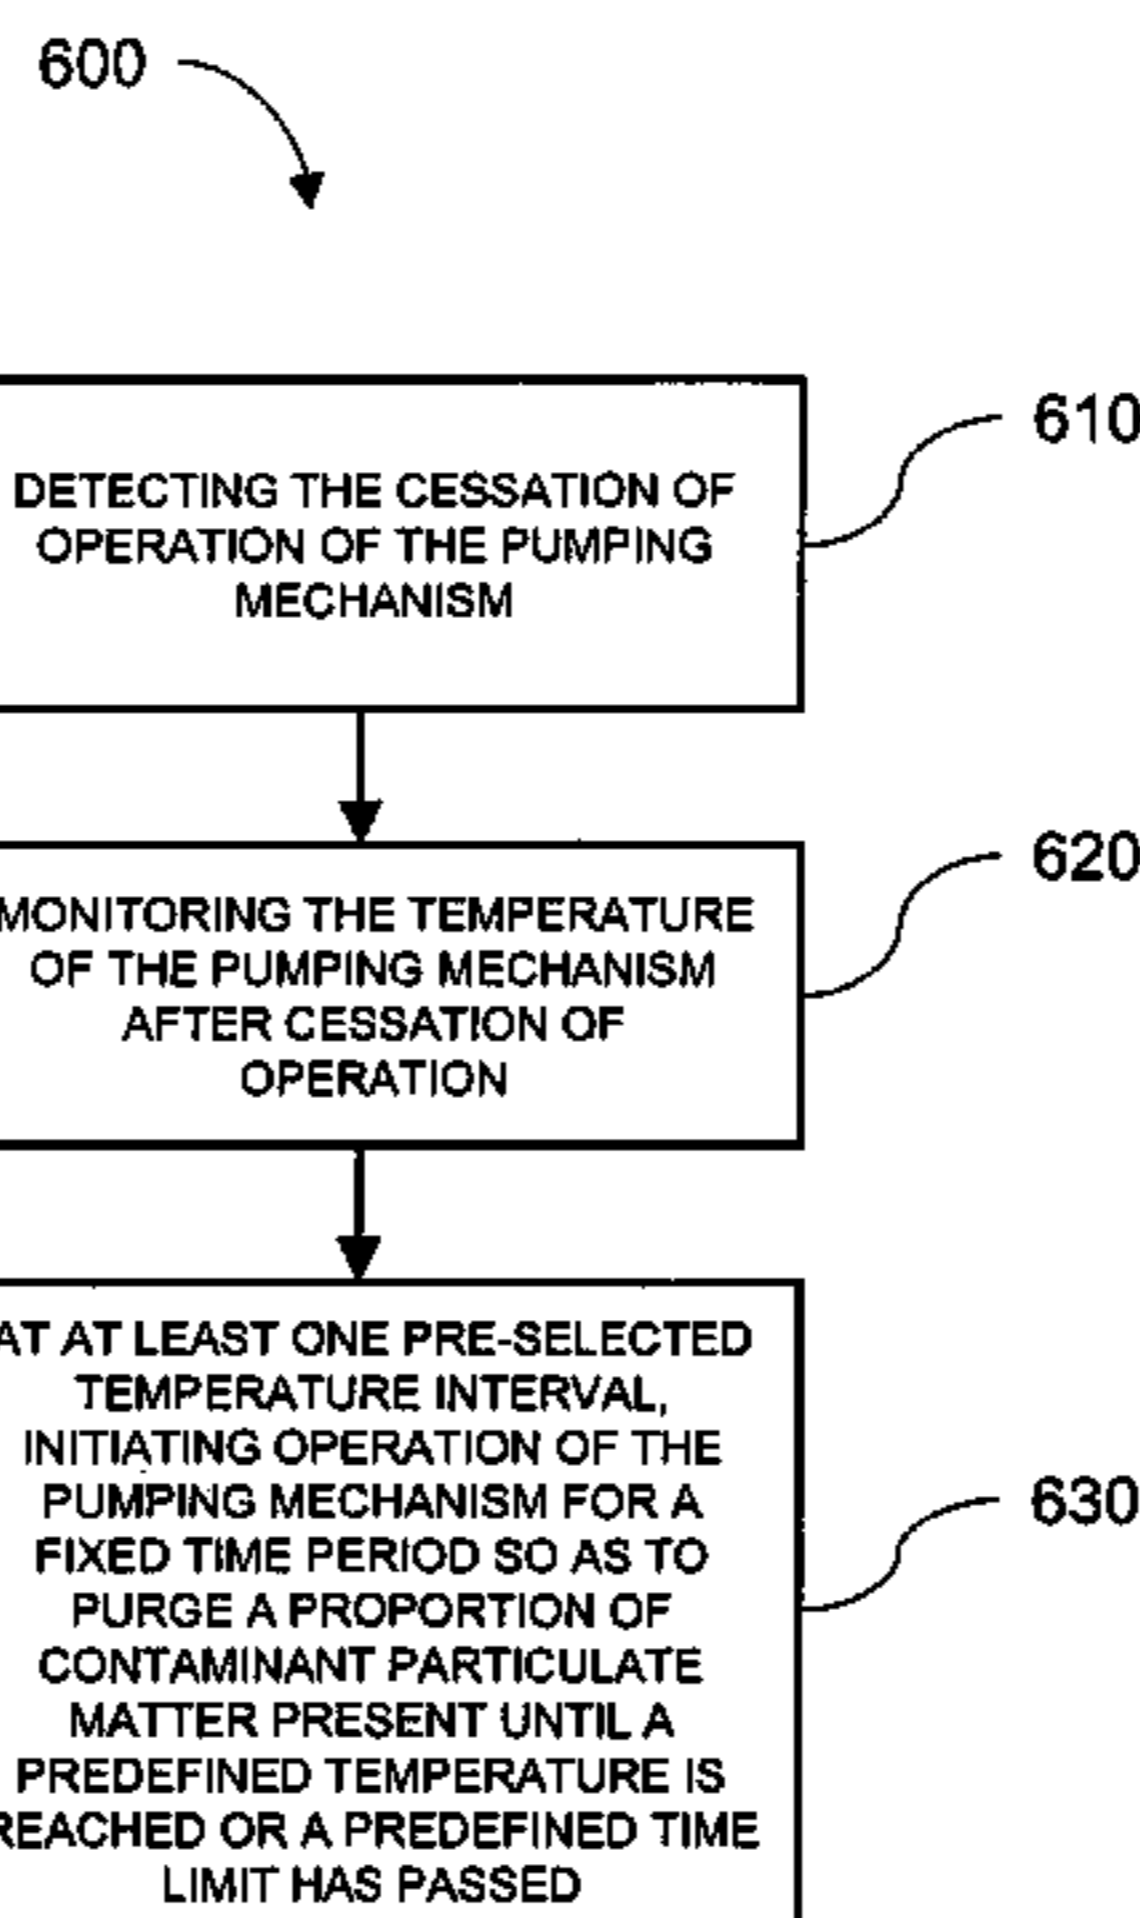 600
610
DETECTING THE CESSATION OF
OPERATION OF THE PUMPING
MECHANISM
620
MONITORING THE TEMPERATURE
OF THE PUMPING MECHANISM
AFTER CESSATION OF
OPERATION
AT AT LEAST ONE PRE-SELECTED
TEMPERATURE INTERVAL,
INITIATING OPERATION OF THE
PUMPING MECHANISM FOR A
630
FIXED TIME PERIOD SO AS TO
PURGE A PROPORTION OF
CONTAMINANT PARTICULATE
MATTER PRESENT UNTIL A
PREDEFINED TEMPERATURE IS
REACHED OR A PREDEFINED TIME
LIMIT HAS PASSED